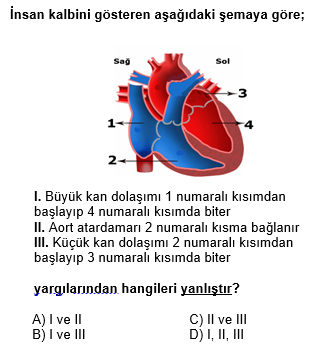 İnsan kalbini gösteren aşağıdaki şemaya göre;
Sağ Sol
3
1
4
2
I. Büyük kan dolaşımı 1 numaralı kısımdan
başlayıp 4 numaralı kısımda biter
II. Aort atardamarı 2 numaralı kısma bağlanır
III. Küçük kan dolaşımı 2 numaralı kısımdan
başlayıp 3 numaralı kısımda biter
yargılarından hangileri yanlıştır?
A) I ve II C) II ve III
B) I ve III D) I, II, III